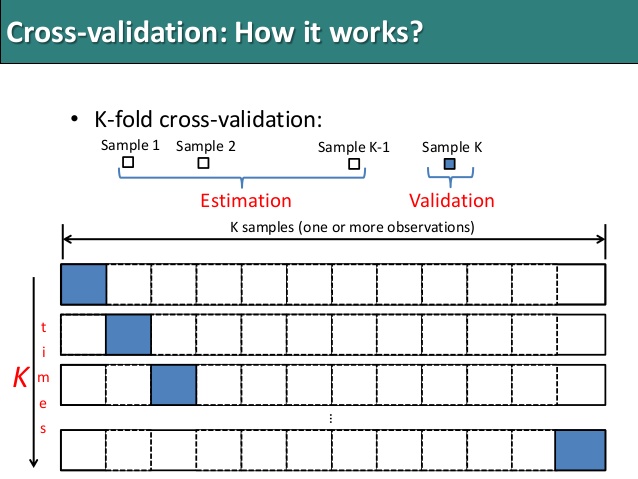 Cross-validation: How it works?
• K-fold cross-validation:
Sample 1 Sample 2 Sample K-1 Sample K
Estimation Validation
K samples (one or more observations)
K times
...